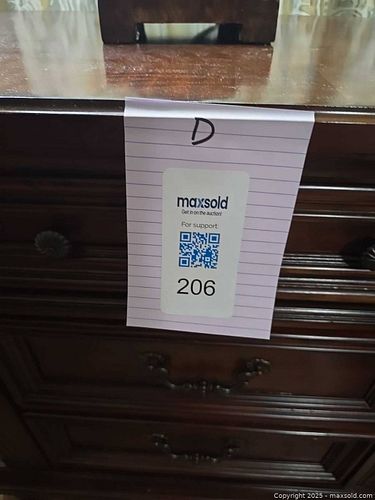 D
maxsold
Get in on the auction!
For support:
206
Copyright 2025 - maxsold.com